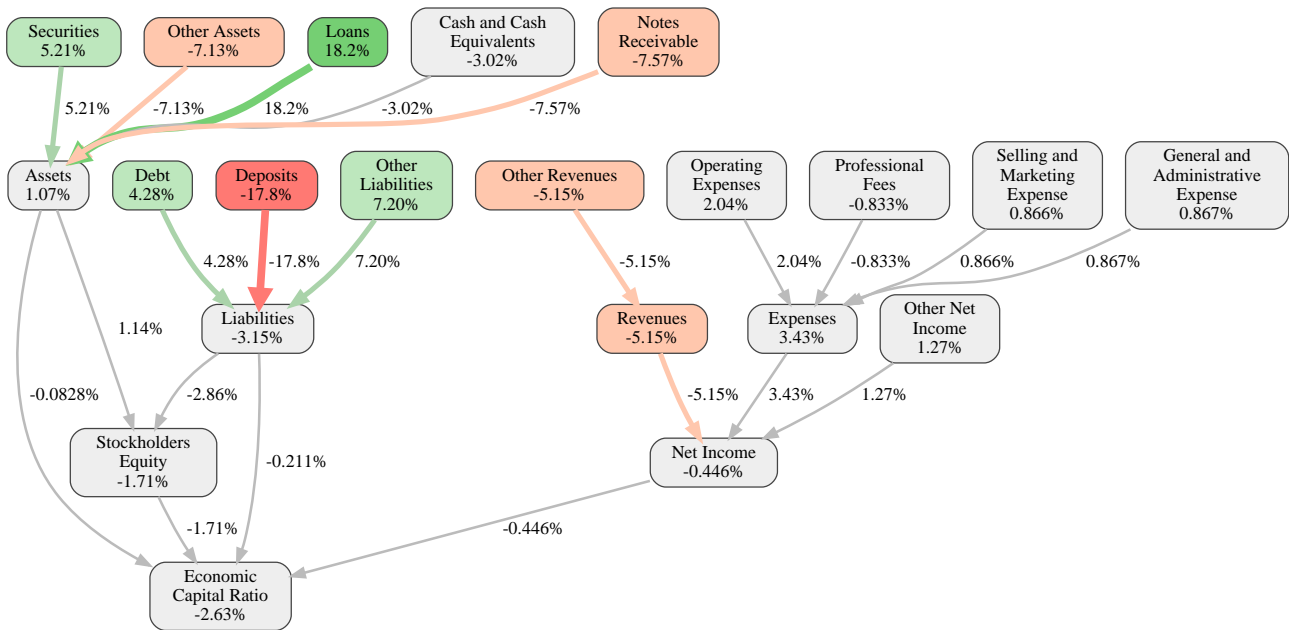 Securities
5.21%
Other Assets
-7.13%
Loans
18.2%
Cash and Cash
Equivalents
-3.02%
Notes
Receivable
-7.57%
5.21%
-7.13%
18.2%
-3.02%
-7.57%
Assets
1.07%
Debt
4.28%
Deposits
-17.8%
Other
Liabilities
7.20%
Other Revenues
-5.15%
Operating
Expenses
2.04%
Professional
Fees
-0.833%
Selling and
Marketing
Expense
0.866%
General and
Administrative
Expense
0.867%
4.28%
-17.8%
7.20%
-5.15%
2.04%
-0.833%
0.866%
0.867%
Liabilities
-3.15%
Revenues
-5.15%
Expenses
3.43%
Other Net
Income
1.27%
1.14%
-0.0828%
-2.86%
-5.15%
3.43%
1.27%
Stockholders
Equity
-1.71%
-0.211%
Net Income
-0.446%
-1.71%
-0.446%
Economic
Capital Ratio
-2.63%